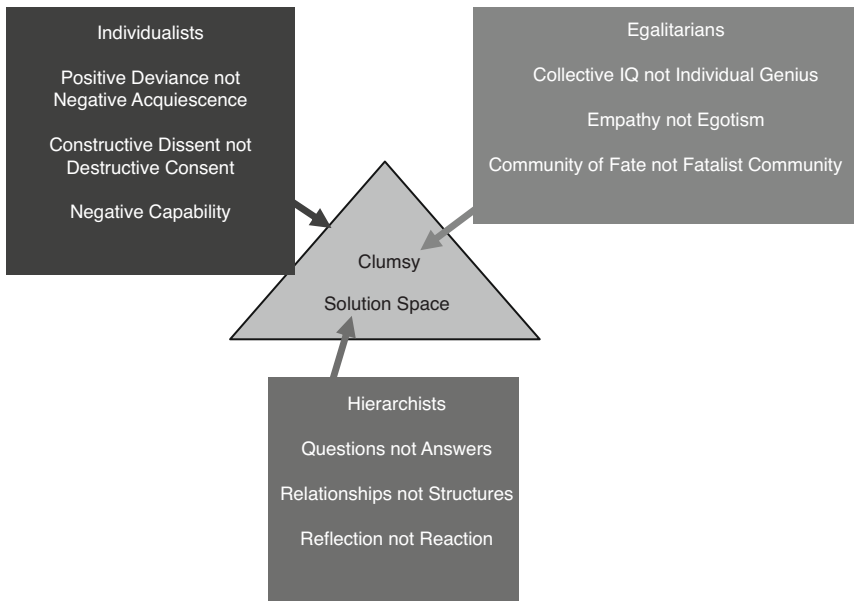 Individualists
Positive Deviance not
Negative Acquiescence
Constructive Dissent not
Destructive Consent
Negative Capability
Egalitarians
Collective IQ not Individual Genius
Empathy not Egotism
Community of Fate not Fatalist Community
Clumsy
Solution Space
Hierarchists
Questions not Answers
Relationships not Structures
Reflection not Reaction